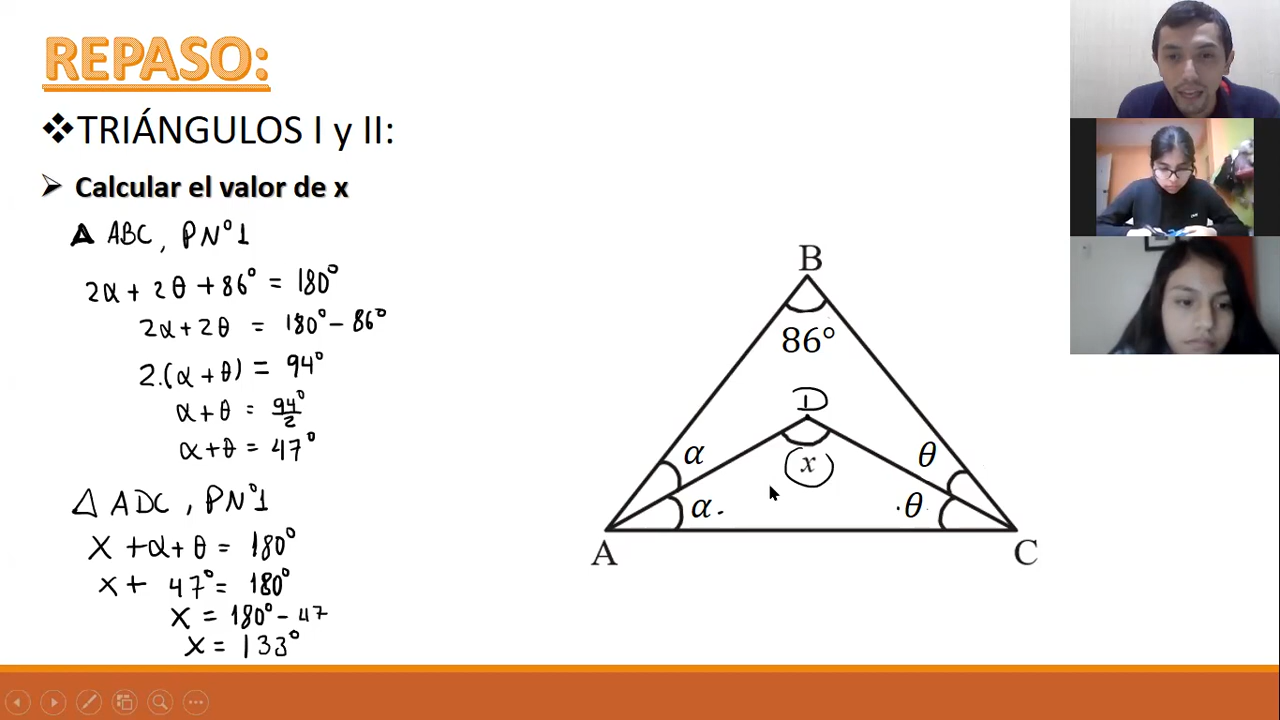 REPASO:
❖TRIÁNGULOS I y II:
➢ Calcular el valor de x
△ ABC, PN°1
2α + 2θ + 86° = 180°
2α + 2θ = 180° - 86°
2.(α + θ) = 94°
α + θ = 94°/2
α + θ = 47°
△ ADC, PN°1
x + α + θ = 180°
x + 47° = 180°
x = 180° - 47
x = 133°
B
86°
D
α
θ
x
α.
.θ
A
C